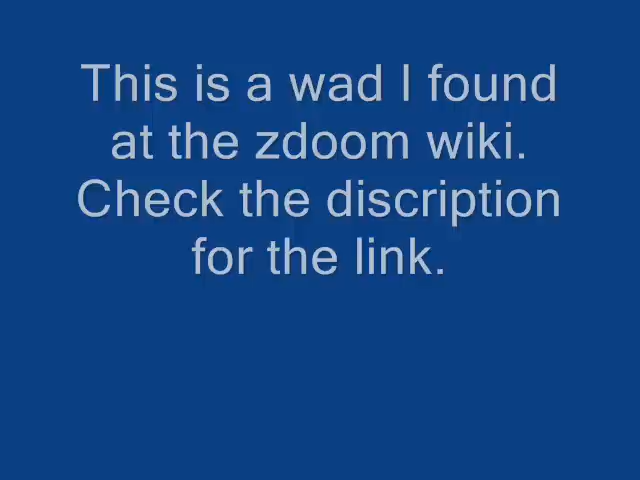 This is a wad I found
at the zdoom wiki.
Check the discription
for the link.